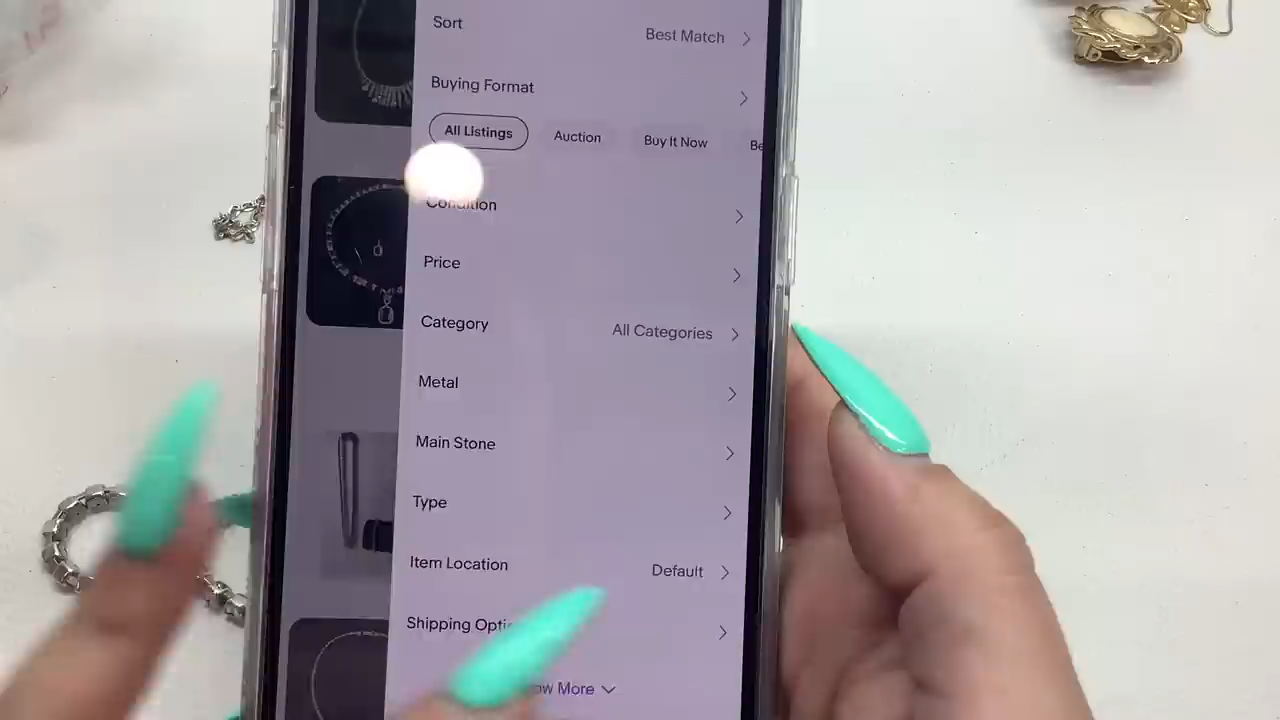 Sort
Best Match
Buying Format
All Listings
Auction
Buy It Now
Condition
Price
Category
All Categories
Metal
Main Stone
Type
Item Location
Default
Shipping
More